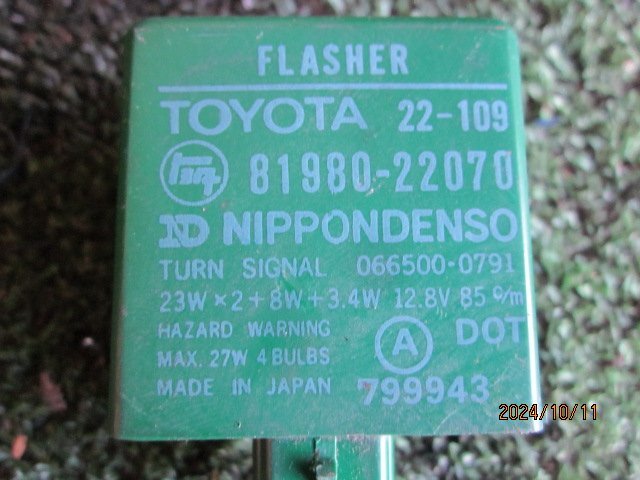 FLASHER
TOYOTA 22-109
81980-22070
ND NIPPONDENSO
TURN SIGNAL 066500-0791
23W×2+8W+3.4W 12.8V 85 c/m
HAZARD WARNING
MAX. 27W 4 BULBS
A DOT
MADE IN JAPAN 799943
2024/10/11